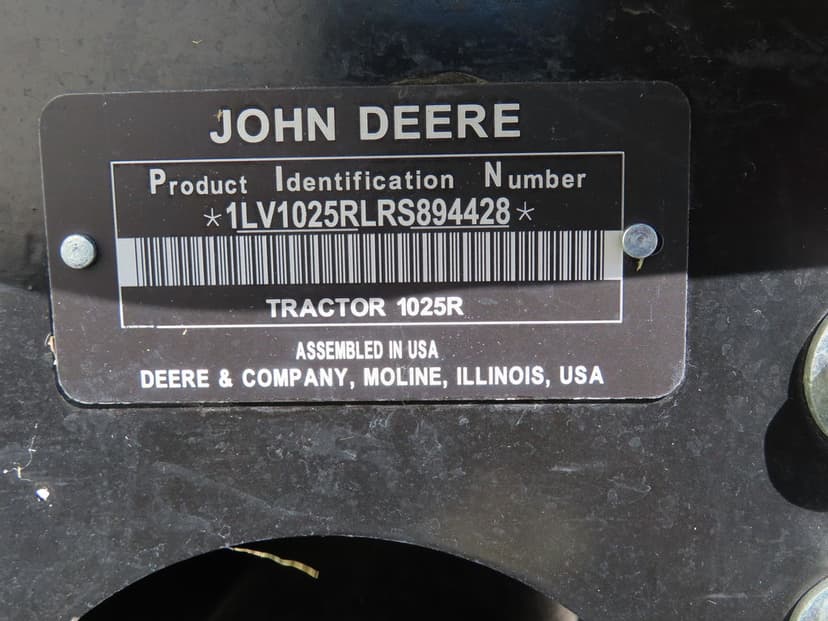 JOHN DEERE
Product Identification Number
*1LV1025RLRS894428*
TRACTOR 1025R
ASSEMBLED IN USA
DEERE & COMPANY, MOLINE, ILLINOIS, USA